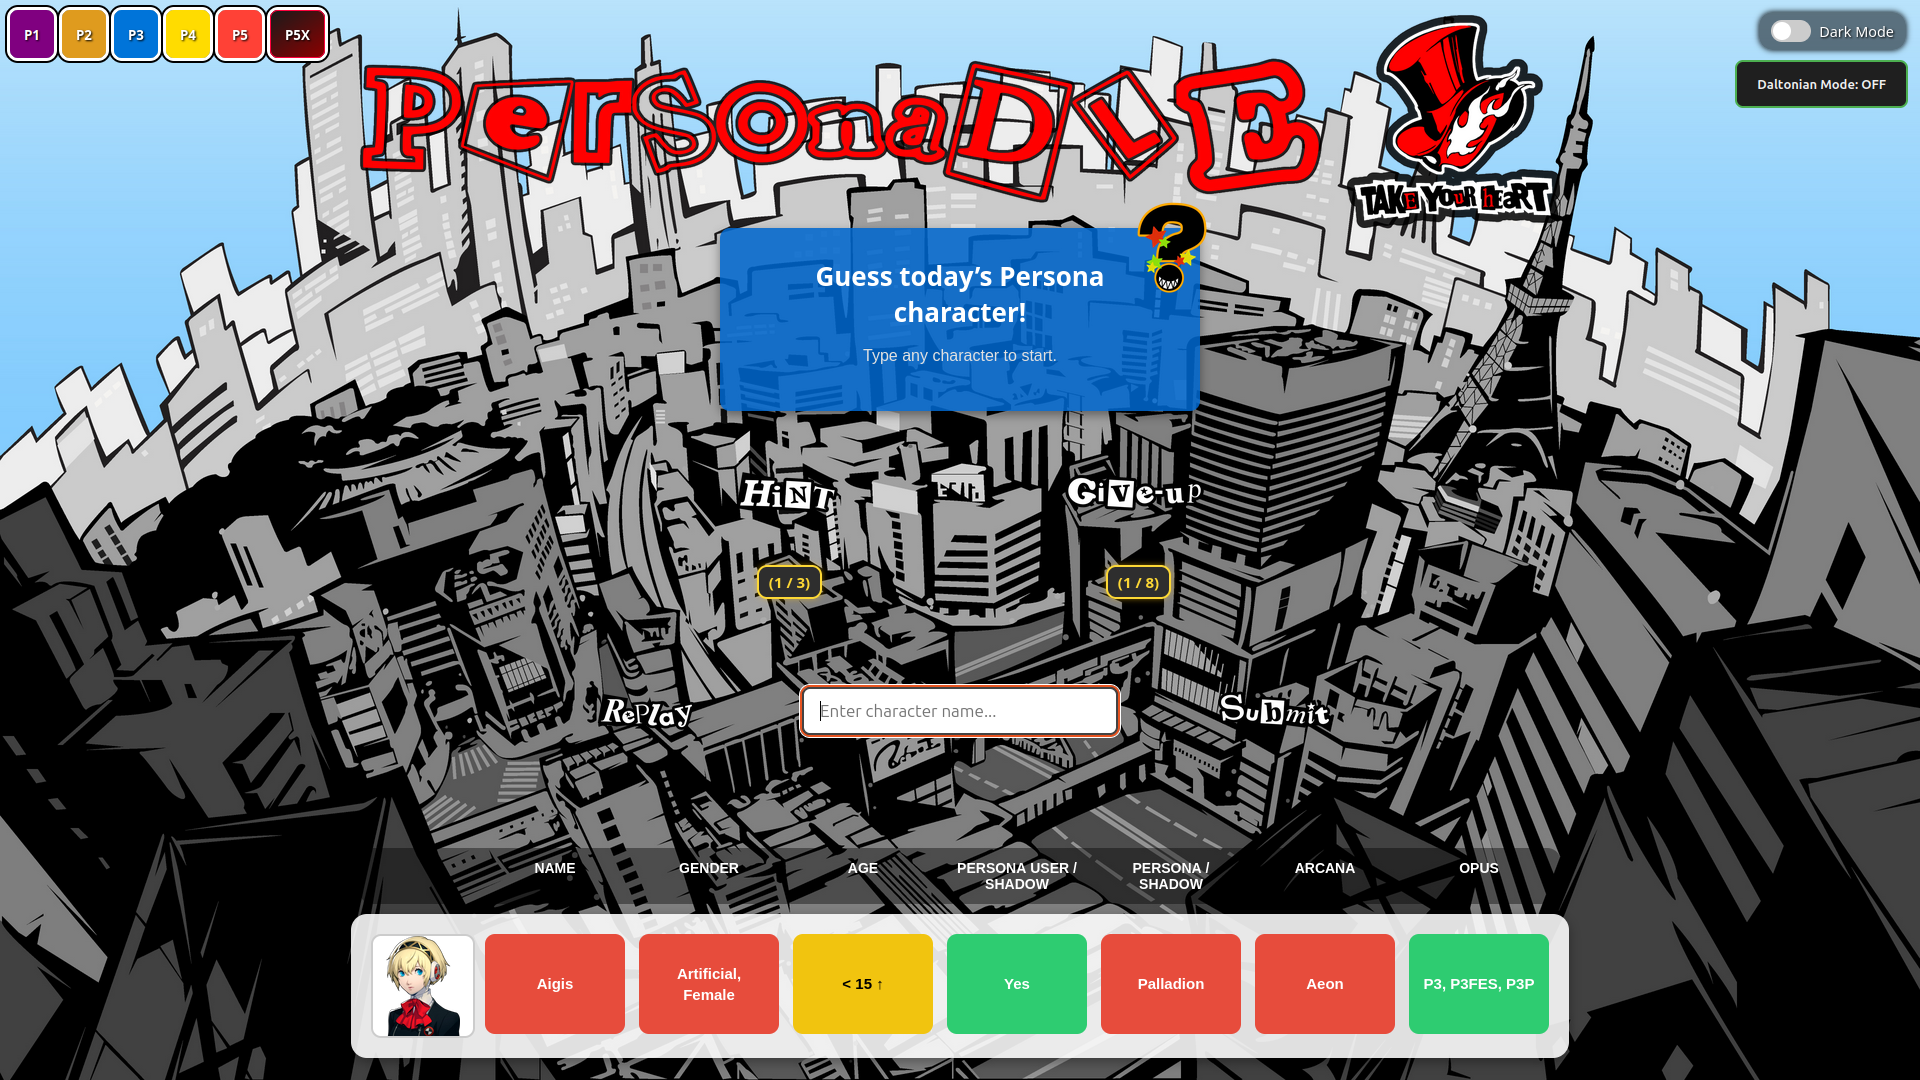 P1 P2 P3 P4 P5 P5X
Dark Mode
Daltonian Mode: OFF
PersonaDLE
TAKE YOUR HEART
Guess today’s Persona
character!
Type any character to start.
HiNT
GiVe-up
(1 / 3)
(1 / 8)
RePlay
Enter character name...
Submit
NAME
GENDER
AGE
PERSONA USER /
SHADOW
PERSONA /
SHADOW
ARCANA
OPUS
Aigis
Artificial,
Female
< 15 ↑
Yes
Palladion
Aeon
P3, P3FES, P3P